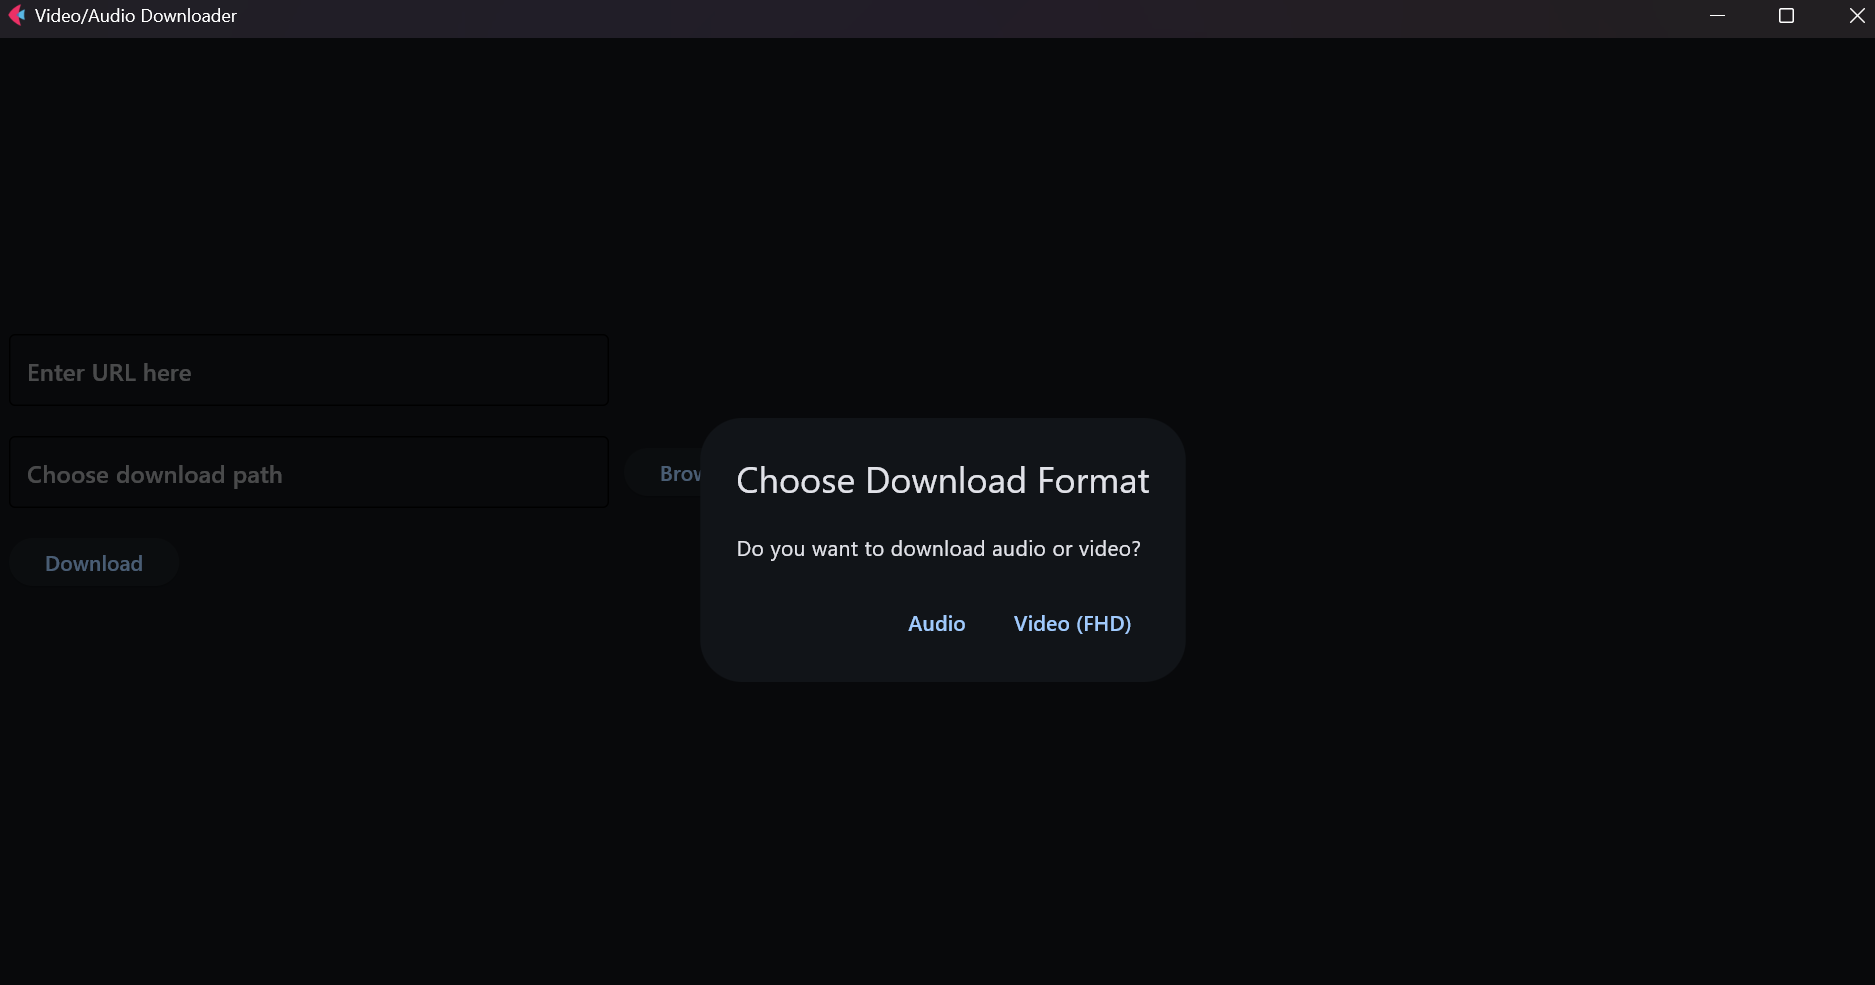 Video/Audio Downloader
Enter URL here
Choose download path
Brow
Download
Choose Download Format
Do you want to download audio or video?
Audio
Video (FHD)